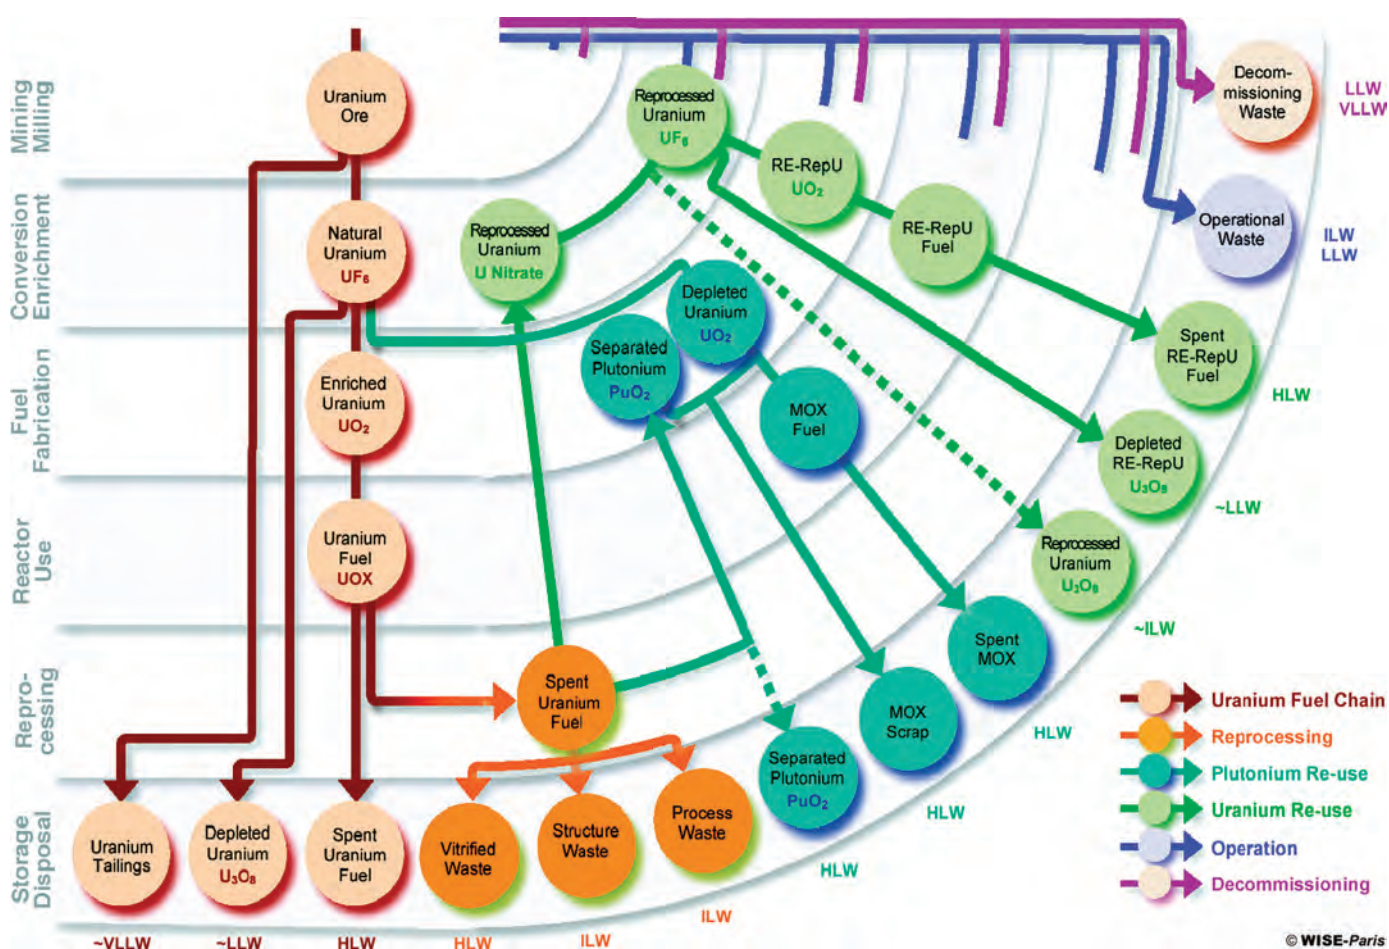 Mining
Milling
Conversion
Enrichment
Fuel
Fabrication
Reactor
Use
Repro-
cessing
Storage
Disposal
Uranium
Ore
Natural
Uranium
UF₆
Enriched
Uranium
UO₂
Uranium
Fuel
UOX
Uranium
Tailings
Depleted
Uranium
U₃O₈
Spent
Uranium
Fuel
~VLLW
~LLW
HLW
Spent
Uranium
Fuel
Vitrified
Waste
Structure
Waste
Process
Waste
HLW
ILW
ILW
Reprocessed
Uranium
U Nitrate
Reprocessed
Uranium
UF₆
RE-RepU
UO₂
RE-RepU
Fuel
Spent
RE-RepU
Fuel
HLW
Depleted
RE-RepU
U₃O₈
~LLW
Reprocessed
Uranium
U₃O₈
~ILW
Depleted
Uranium
UO₂
Separated
Plutonium
PuO₂
MOX
Fuel
Spent
MOX
HLW
MOX
Scrap
HLW
Separated
Plutonium
PuO₂
HLW
Decom-
missioning
Waste
LLW
VLLW
Operational
Waste
ILW
LLW
Uranium Fuel Chain
Reprocessing
Plutonium Re-use
Uranium Re-use
Operation
Decommissioning
© WISE-Paris